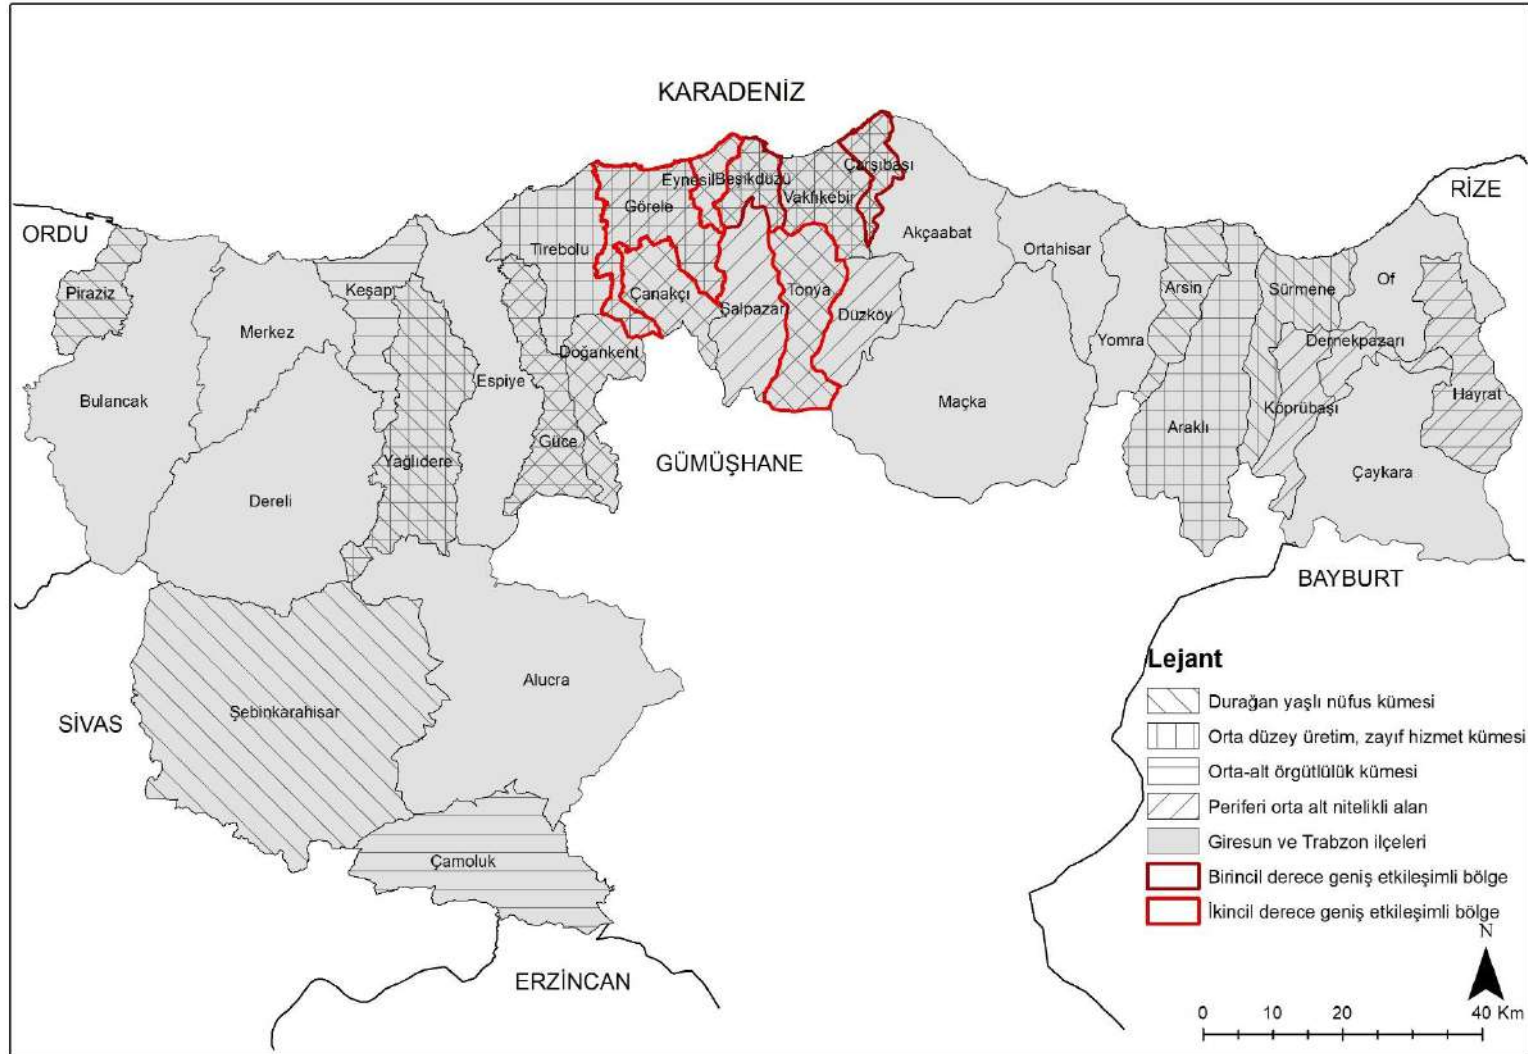 KARADENİZ
ORDU
RİZE
Piraziz
Bulancak
Merkez
Keşap
Dereli
Yağlıdere
Espiye
Tirebolu
Doğankent
Güce
Görele
Eynesil
Beşikdüzü
Çanakçı
Şalpazarı
Vakfıkebir
Çarşıbaşı
Tonya
Düzköy
Akçaabat
Ortahisar
Maçka
Yomra
Arsin
Araklı
Sürmene
Köprübaşı
Dernekpazarı
Of
Hayrat
Çaykara
GÜMÜŞHANE
BAYBURT
SİVAS
Şebinkarahisar
Alucra
Çamoluk
ERZİNCAN
Lejant
Durağan yaşlı nüfus kümesi
Orta düzey üretim, zayıf hizmet kümesi
Orta-alt örgütlülük kümesi
Periferi orta alt nitelikli alan
Giresun ve Trabzon ilçeleri
Birincil derece geniş etkileşimli bölge
İkincil derece geniş etkileşimli bölge
N
0 10 20 40 Km